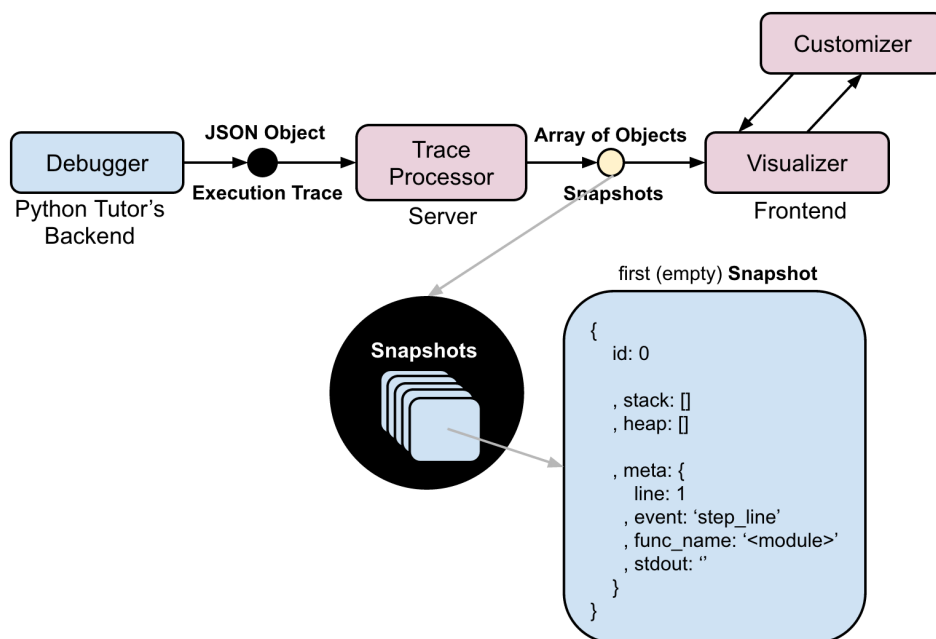 Customizer
JSON Object
Array of Objects
Debugger
Trace
Processor
Visualizer
Execution Trace
Snapshots
Python Tutor's
Backend
Server
Frontend
first (empty) Snapshot
Snapshots
{
id: 0
, stack: []
, heap: []
, meta: {
line: 1
, event: ‘step_line’
, func_name: ‘<module>’
, stdout: ‘’
}
}